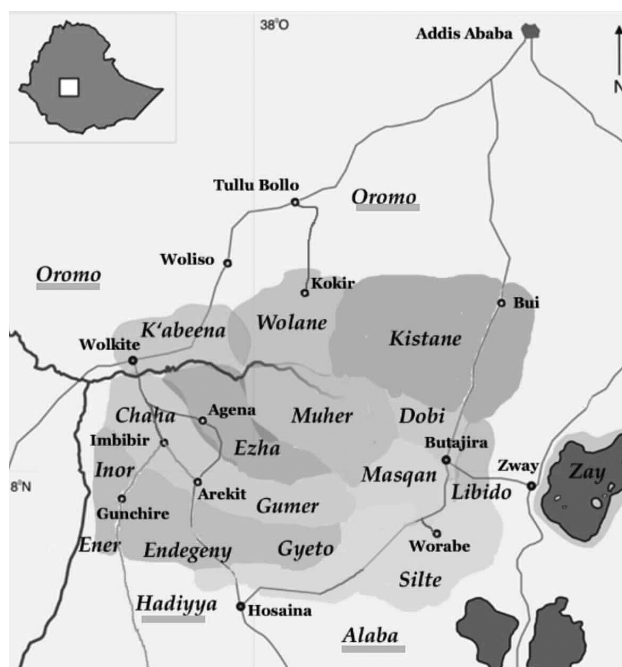 38°O
Addis Ababa
N
Tullu Bollo
Oromo
Woliso
Oromo
Kokir
Bui
K'abeena
Wolane
Kistane
Wolkite
Chaha
Agena
Muher
Dobi
Imbibir
Ezha
Butajira
Inor
Masqan
Zway
Zay
8°N
Arekit
Libido
Gunchire
Gumer
Ener
Endegeny
Gyeto
Worabe
Silte
Hadiyya
Hosaina
Alaba